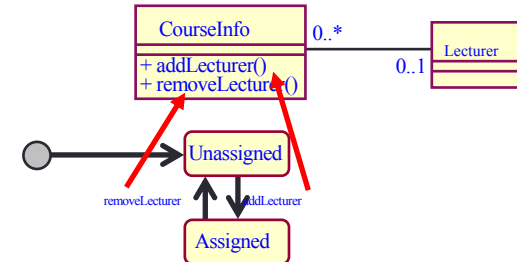 CourseInfo
0..*
Lecturer
0..1
+ addLecturer()
+ removeLecturer()
Unassigned
removeLecturer
addLecturer
Assigned